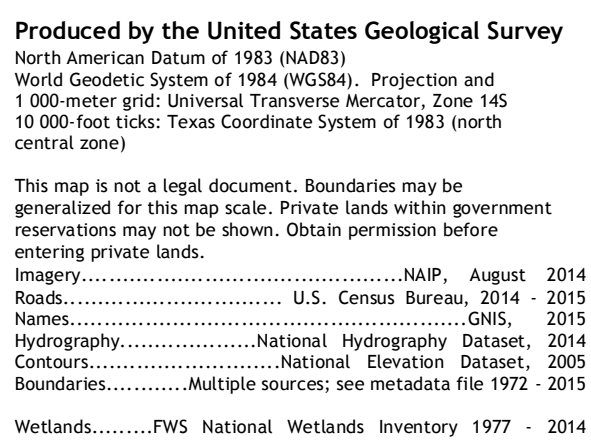 Produced by the United States Geological Survey
North American Datum of 1983 (NAD83)
World Geodetic System of 1984 (WGS84). Projection and
1 000-meter grid: Universal Transverse Mercator, Zone 14S
10 000-foot ticks: Texas Coordinate System of 1983 (north
central zone)
This map is not a legal document. Boundaries may be
generalized for this map scale. Private lands within government
reservations may not be shown. Obtain permission before
entering private lands.
Imagery..............................................NAIP, August 2014
Roads................................ U.S. Census Bureau, 2014 - 2015
Names.........................................................GNIS, 2015
Hydrography....................National Hydrography Dataset, 2014
Contours............................National Elevation Dataset, 2005
Boundaries............Multiple sources; see metadata file 1972 - 2015
Wetlands.........FWS National Wetlands Inventory 1977 - 2014